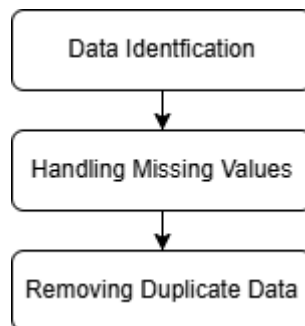 Data Identfication
Handling Missing Values
Removing Duplicate Data